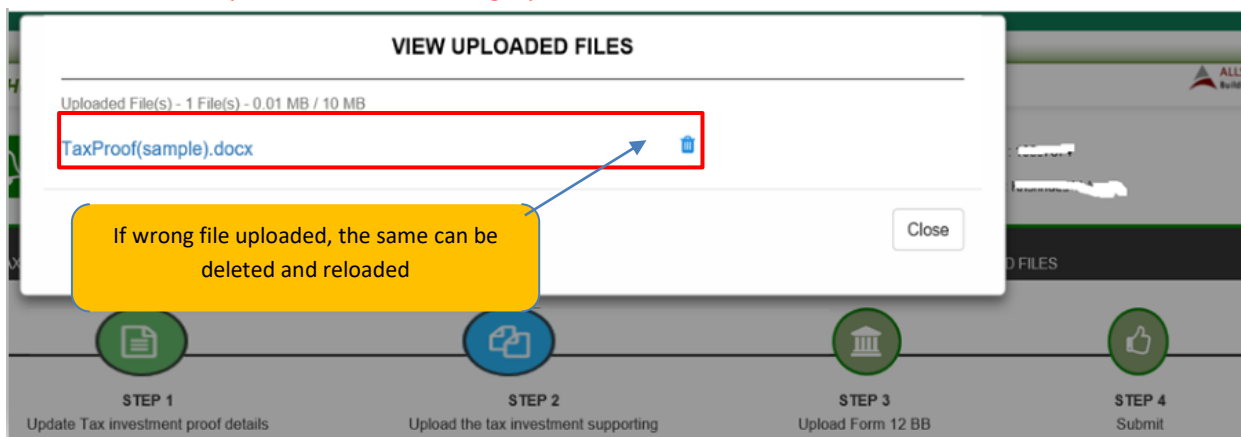 VIEW UPLOADED FILES
ALLS
Uploaded File(s) - 1 File(s) - 0.01 MB / 10 MB
TaxProof(sample).docx
If wrong file uploaded, the same can be
deleted and reloaded
Close
D FILES
STEP 1
Update Tax investment proof details
STEP 2
Upload the tax investment supporting
STEP 3
Upload Form 12 BB
STEP 4
Submit